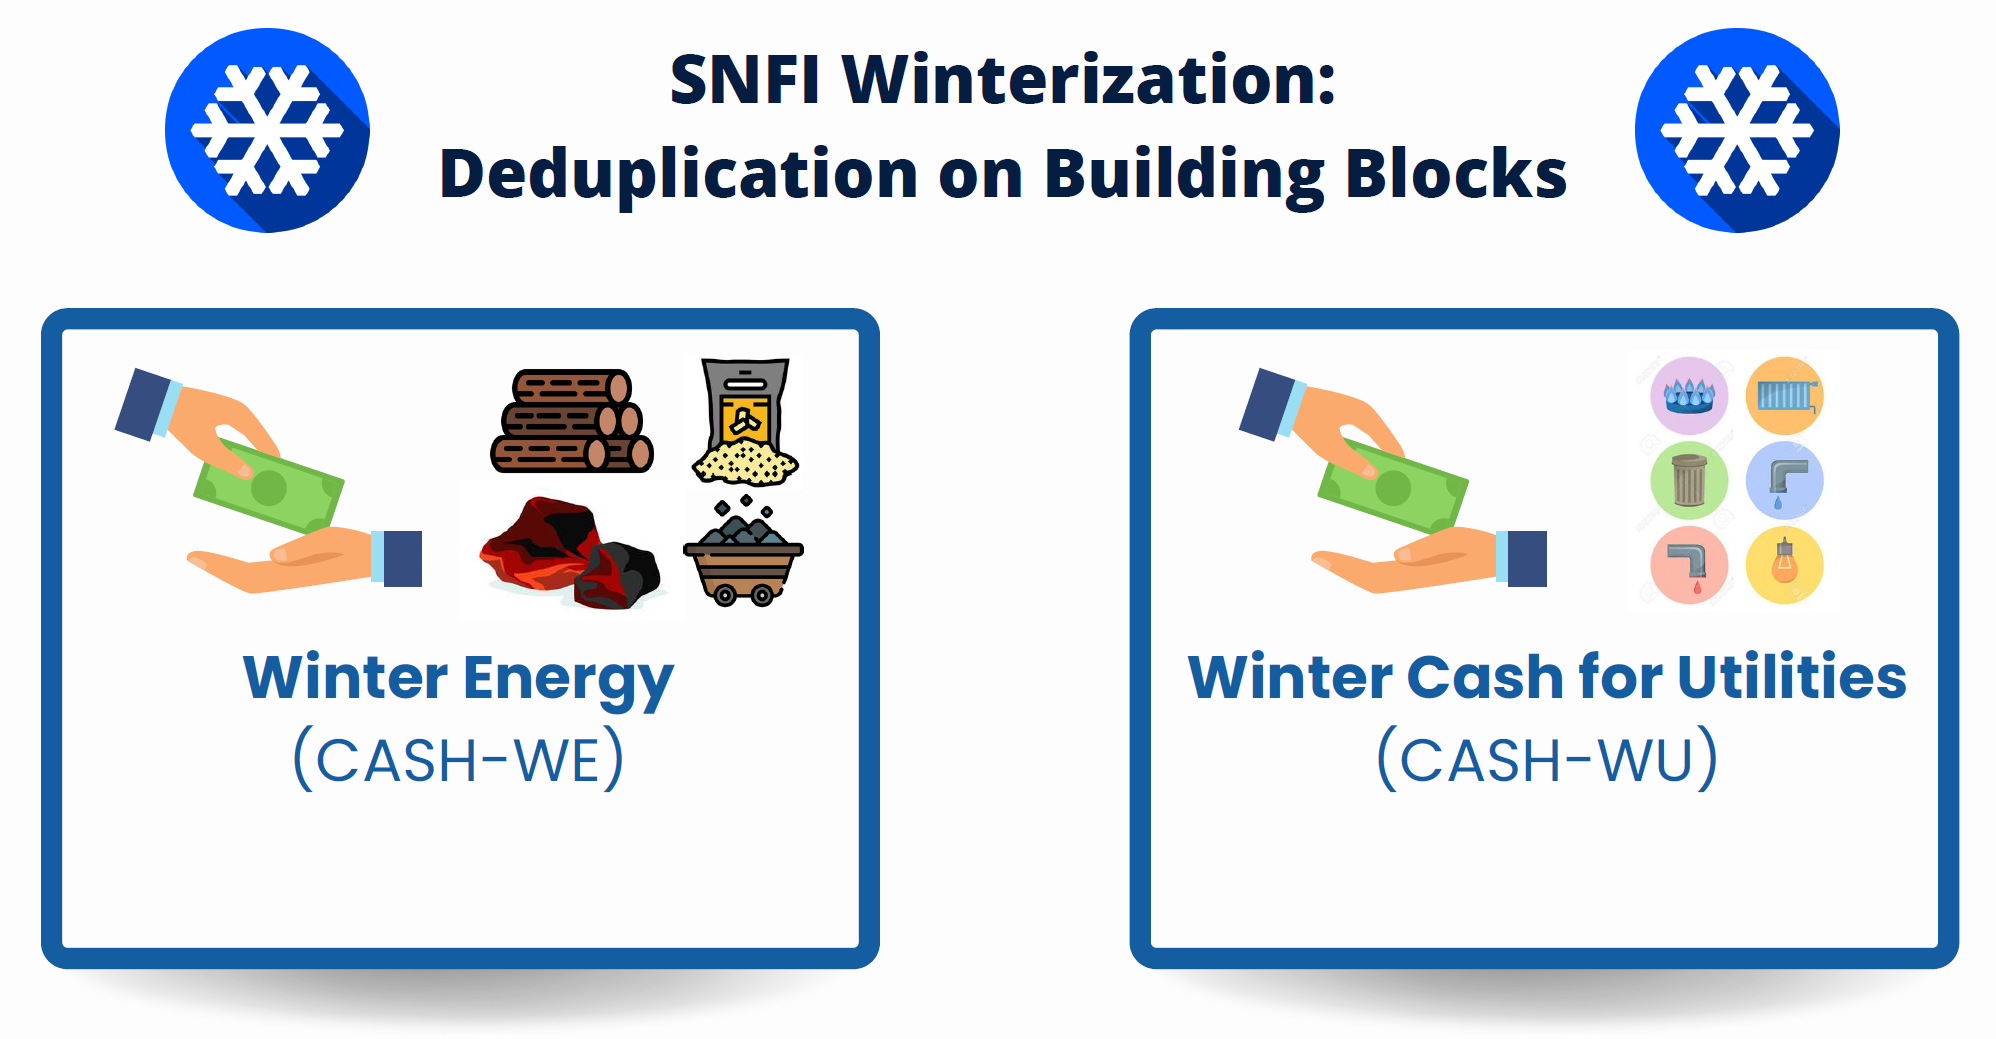 SNFI Winterization:
Deduplication on Building Blocks
Winter Energy
(CASH-WE)
Winter Cash for Utilities
(CASH-WU)